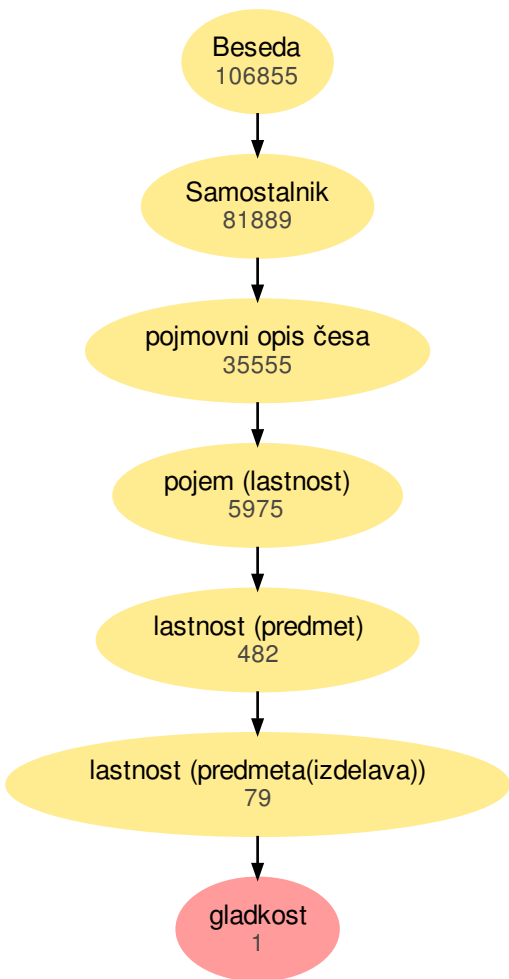 Beseda
106855
Samostalnik
81889
pojmovni opis česa
35555
pojem (lastnost)
5975
lastnost (predmet)
482
lastnost (predmeta(izdelava))
79
gladkost
1